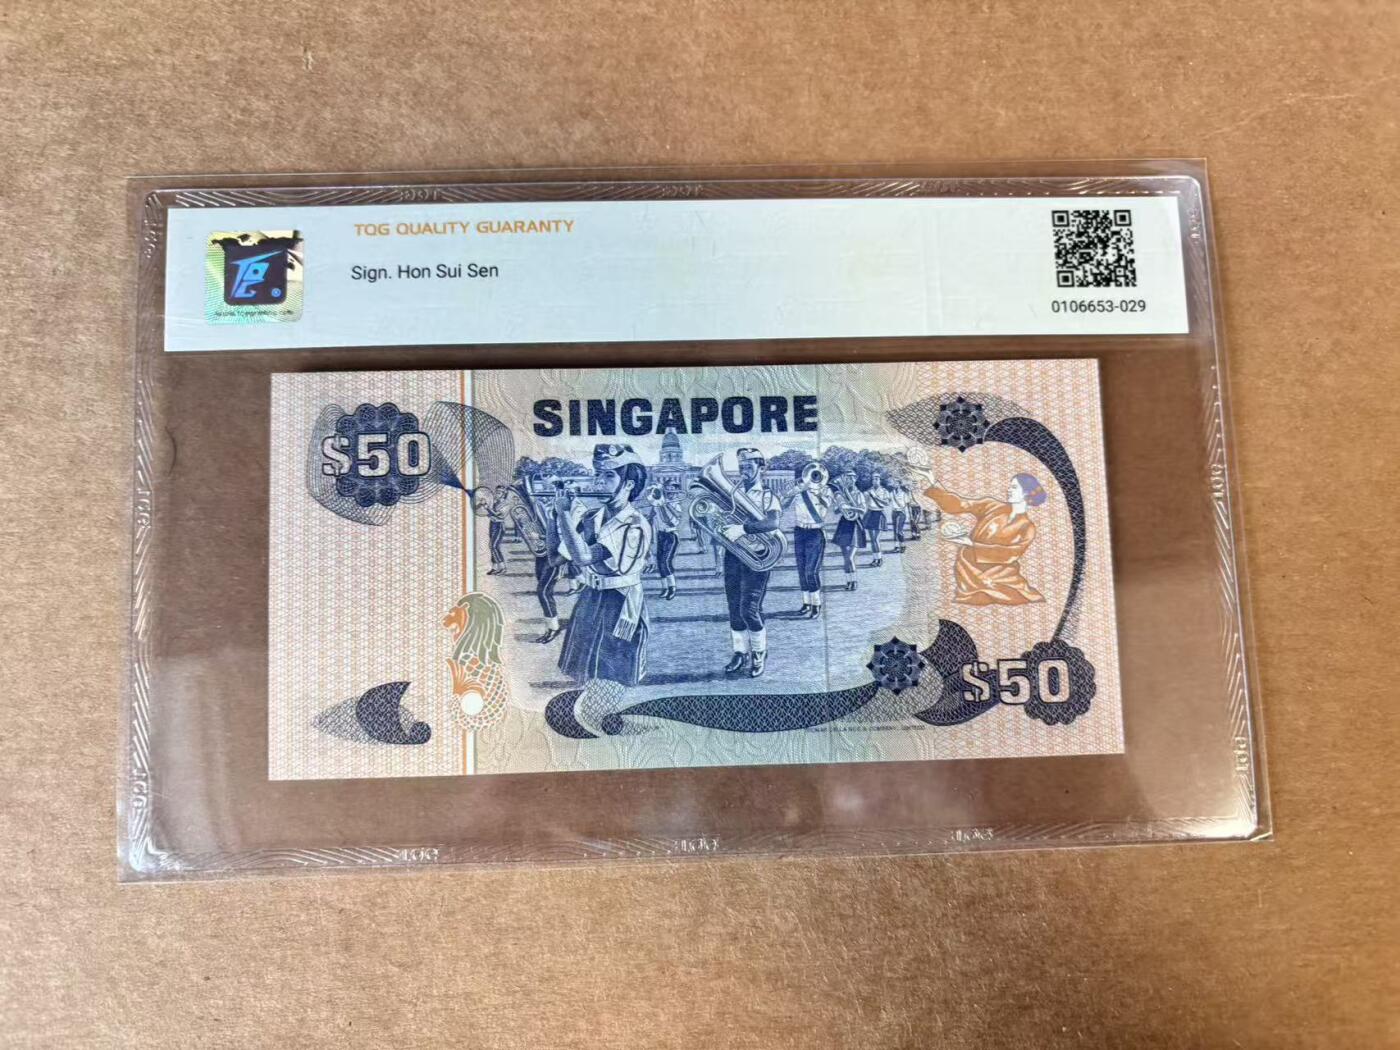 TQG QUALITY GUARANTY
Sign. Hon Sui Sen
0106653-029
SINGAPORE
$50
$50